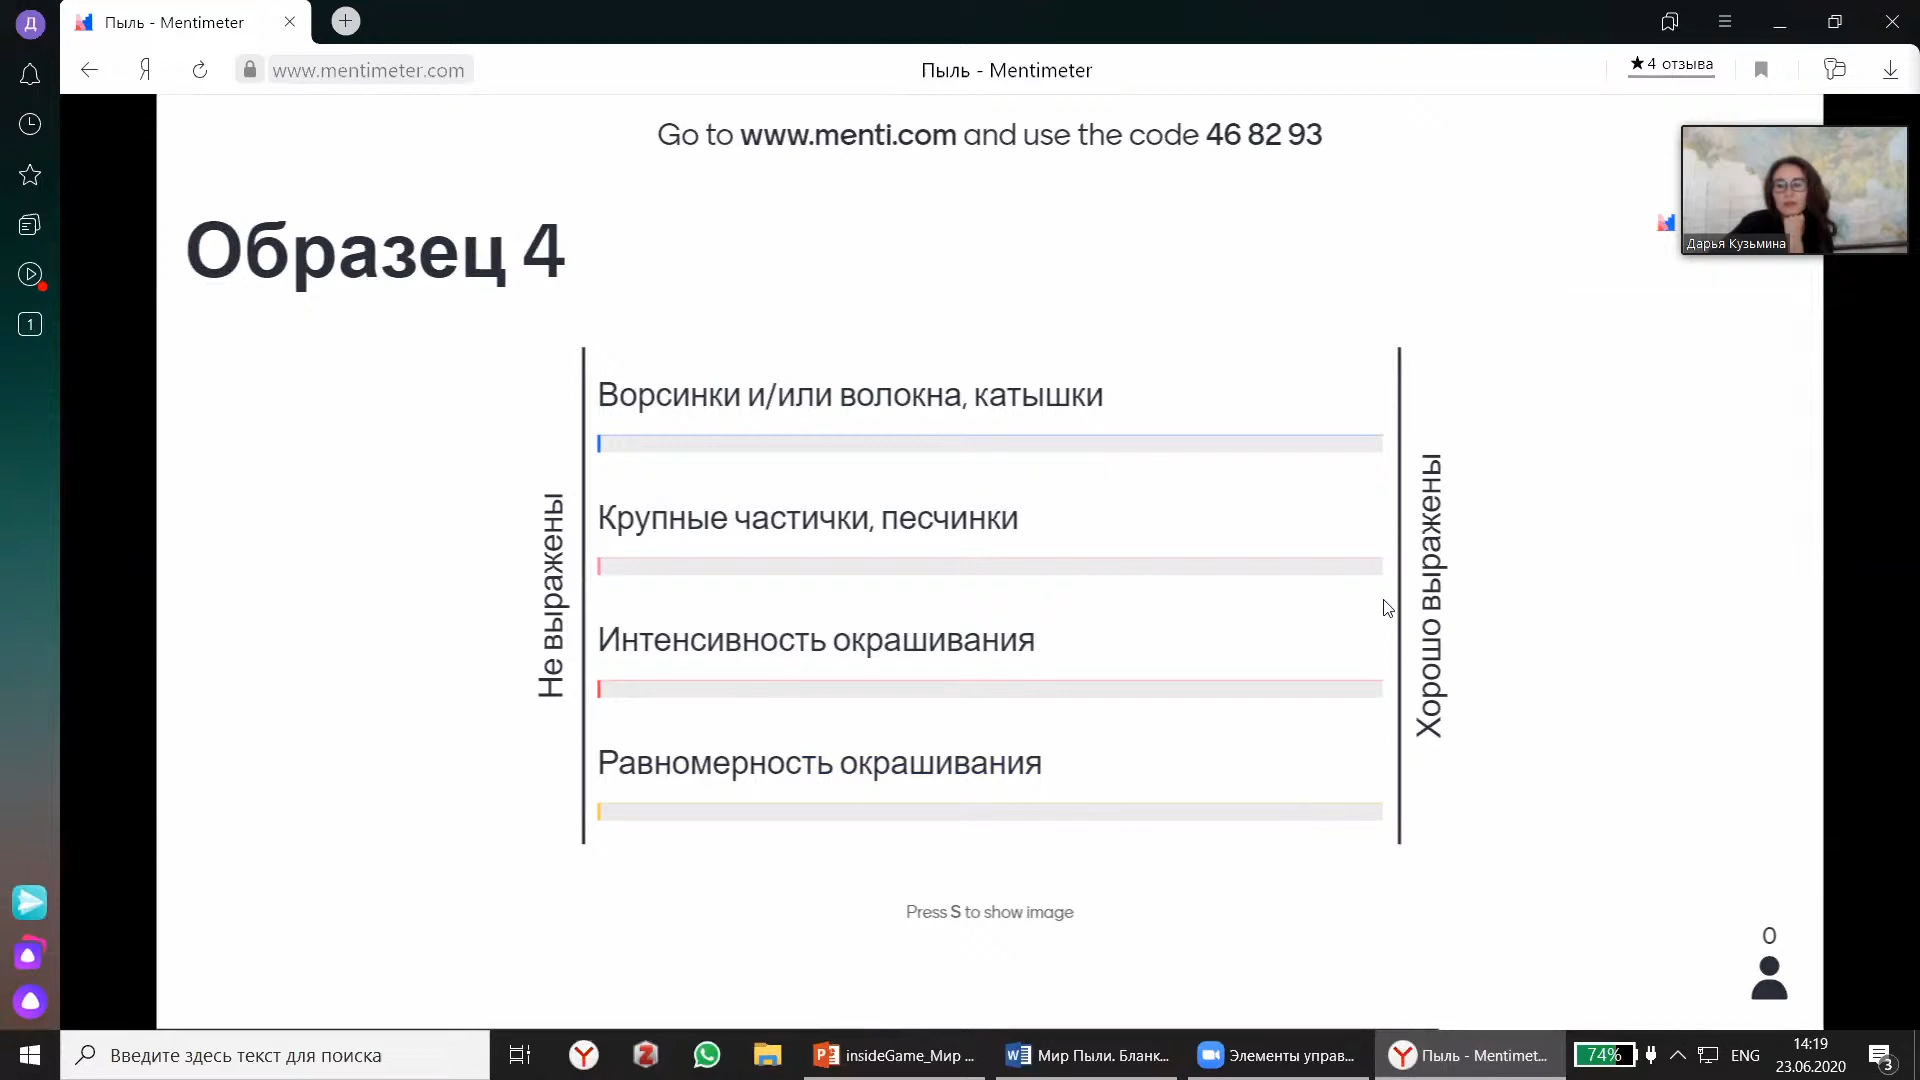 Д
Пыль - Mentimeter
Я
www.mentimeter.com
Пыль - Mentimeter
★4 отзыва
Go to www.menti.com and use the code 46 82 93
Дарья Кузьмина
1
Образец 4
Не выражены
Ворсинки и/или волокна, катышки
Крупные частички, песчинки
Интенсивность окрашивания
Равномерность окрашивания
Хорошо выражены
Press S to show image
0
Введите здесь текст для поиска
Y
Z
P
insideGame_Мир ...
W
Мир Пыли. Бланк...
Элементы управ...
Y
Пыль - Mentimet...
74%
ENG
14:19
23.06.2020
3